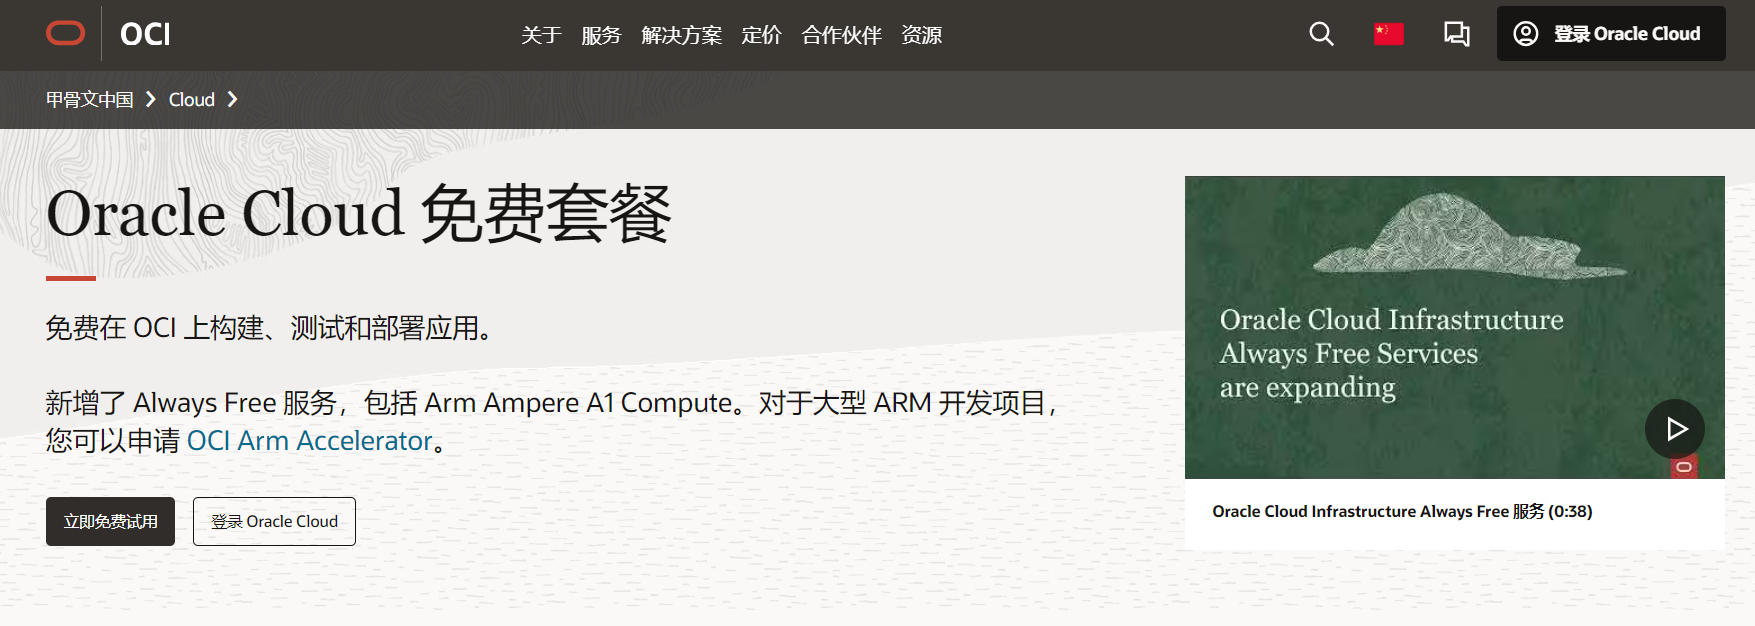 OCI
关于 服务 解决方案 定价 合作伙伴 资源
登录 Oracle Cloud
甲骨文中国 Cloud
Oracle Cloud 免费套餐
免费在 OCI 上构建、测试和部署应用。
新增了 Always Free 服务，包括 Arm Ampere A1 Compute。对于大型 ARM 开发项目，
您可以申请 OCI Arm Accelerator。
立即免费试用
登录 Oracle Cloud
Oracle Cloud Infrastructure
Always Free Services
are expanding
Oracle Cloud Infrastructure Always Free 服务 (0:38)